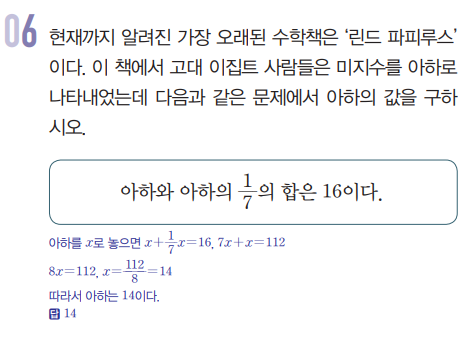 06 현재까지 알려진 가장 오래된 수학책은 ‘린드 파피루스’
이다. 이 책에서 고대 이집트 사람들은 미지수를 아하로
나타내었는데 다음과 같은 문제에서 아하의 값을 구하
시오.
아하와 아하의 1/7의 합은 16이다.
아하를 x로 놓으면 x+1/7x=16, 7x+x=112
8x=112, x=112/8=14
따라서 아하는 14이다.
답 14